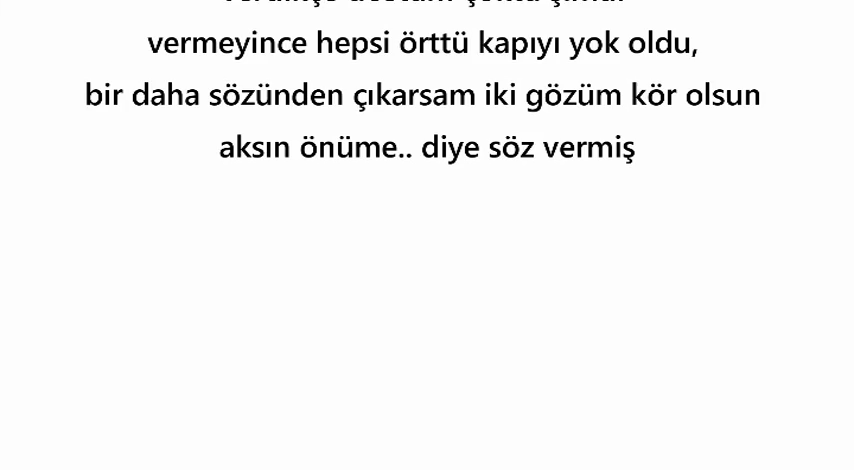 vermeyince hepsi örttü kapıyı yok oldu,
bir daha sözünden çıkarsam iki gözüm kör olsun
aksın önüme.. diye söz vermiş